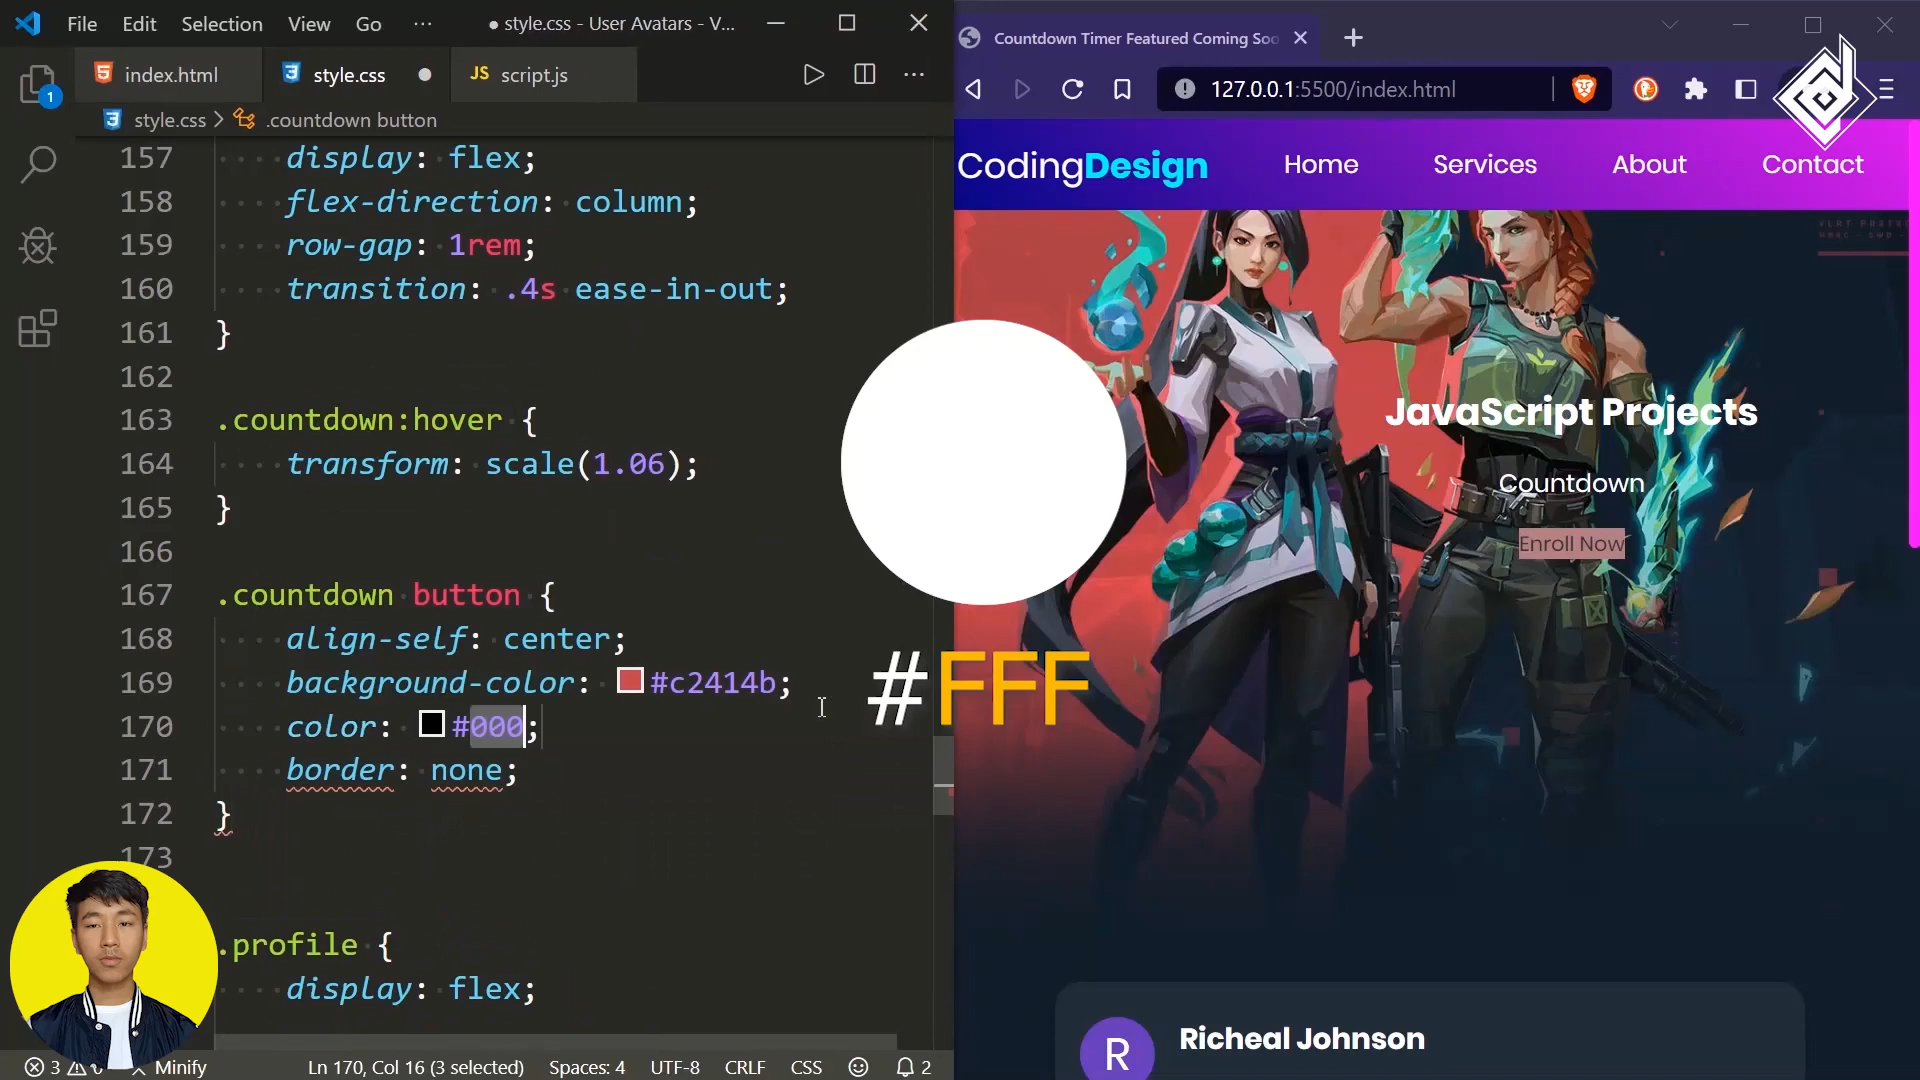 File Edit Selection View Go ··· ● style.css - User Avatars - V...
index.html style.css ● JS script.js
style.css > .countdown button
157 display: flex;
158 flex-direction: column;
159 row-gap: 1rem;
160 transition: .4s ease-in-out;
161 }
162
163 .countdown:hover {
164 transform: scale(1.06);
165 }
166
167 .countdown button {
168 align-self: center;
169 background-color: #c2414b;
170 color: #000;
171 border: none;
172 }
173
.profile {
display: flex;
1
3 Minify Ln 170, Col 16 (3 selected) Spaces: 4 UTF-8 CRLF CSS 2
#FFF
Countdown Timer Featured Coming Soo
127.0.0.1:5500/index.html
CodingDesign Home Services About Contact
JavaScript Projects
Countdown
Enroll Now
R Richeal Johnson